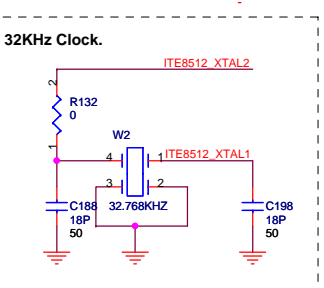 32KHz Clock.
ITE8512_XTAL2
2
R132
0
1
W2
4
1
ITE8512_XTAL1
3
2
C188
18P
50
32.768KHZ
C198
18P
50